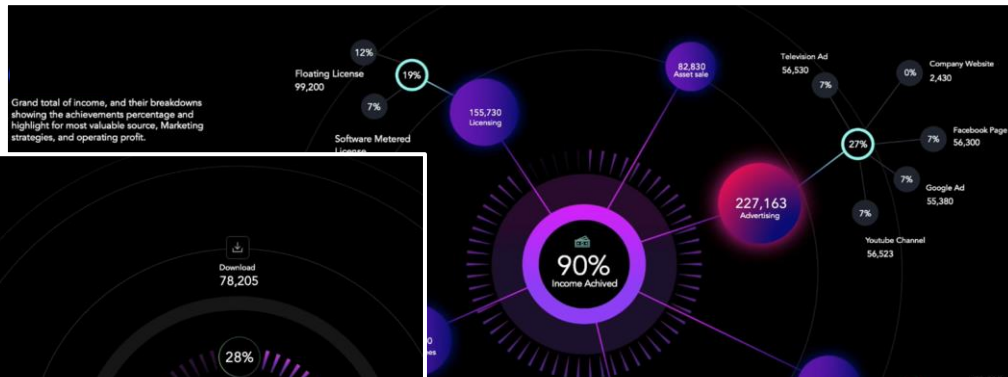 Grand total of income, and their breakdowns
showing the achievements percentage and
highlight for most valuable source, Marketing
strategies, and operating profit.
12%
Floating License
99,200
19%
7%
Software Metered
License
155,730
Licensing
82,830
Asset sale
Television Ad
56,530
7%
0%
Company Website
2,430
27%
7%
Facebook Page
56,300
7%
Google Ad
55,380
7%
Youtube Channel
56,523
227,163
Advertising
90%
Income Achived
Download
78,205
28%